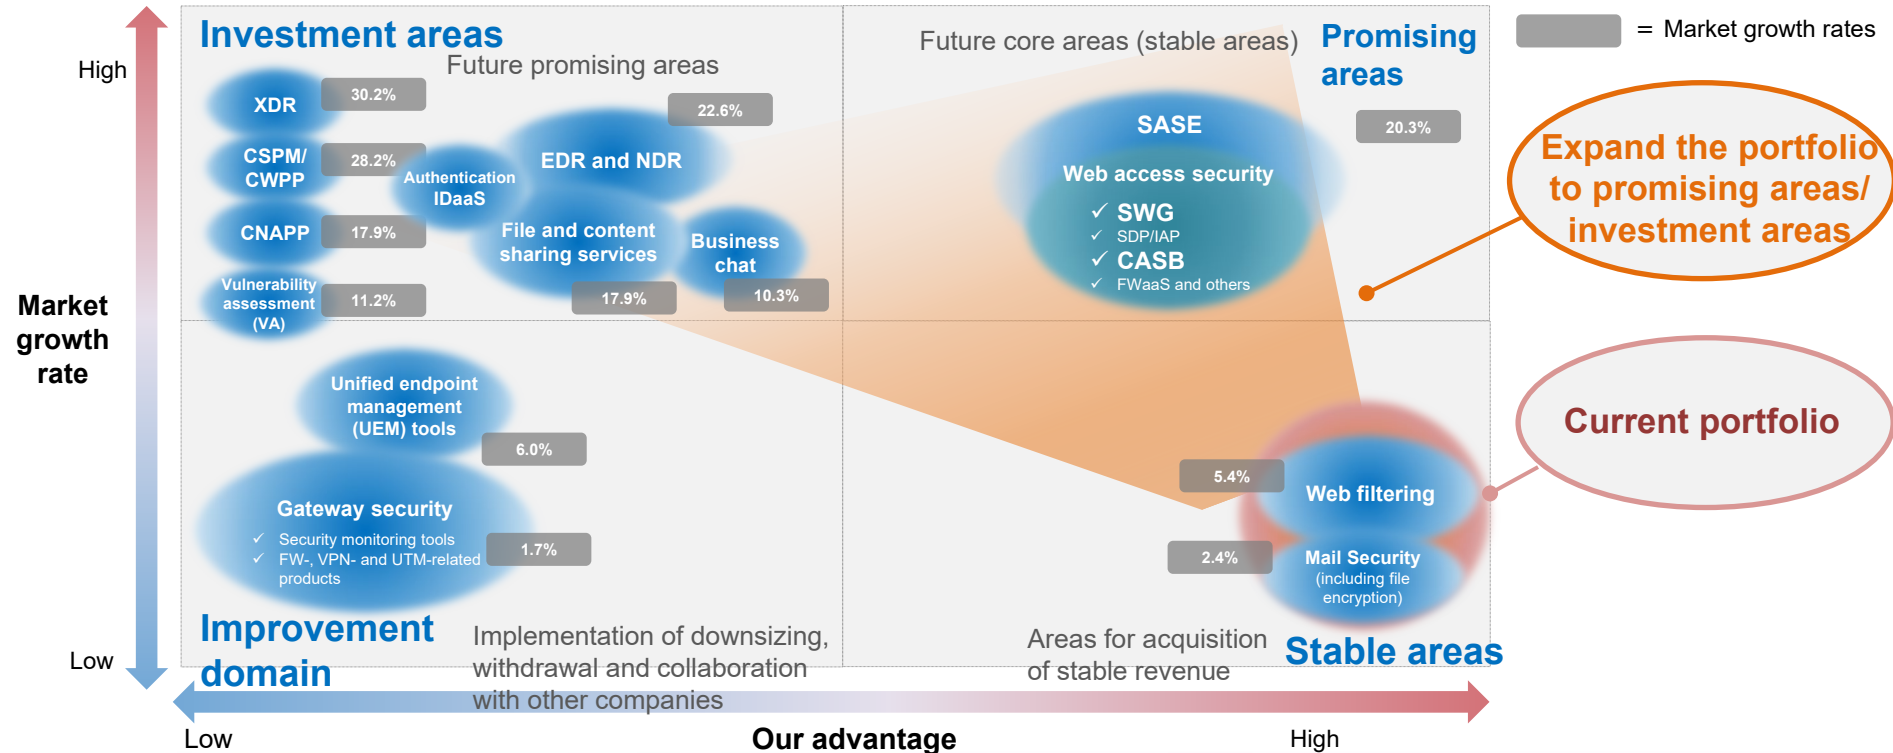 Investment areas
Future promising areas
Future core areas (stable areas)
Promising
areas
= Market growth rates
High
XDR
30.2%
CSPM/
CWPP
28.2%
CNAPP
17.9%
Vulnerability
assessment
(VA)
11.2%
Authentication
IDaaS
EDR and NDR
22.6%
File and content
sharing services
17.9%
Business
chat
10.3%
SASE
20.3%
Web access security
✓ SWG
✓ SDP/IAP
✓ CASB
✓ FWaaS and others
Expand the portfolio
to promising areas/
investment areas
Market
growth
rate
Unified endpoint
management
(UEM) tools
6.0%
Gateway security
✓ Security monitoring tools
✓ FW-, VPN- and UTM-related
products
1.7%
Current portfolio
5.4%
Web filtering
2.4%
Mail Security
(including file
encryption)
Improvement
domain
Implementation of downsizing,
withdrawal and collaboration
with other companies
Areas for acquisition
of stable revenue
Stable areas
Low
Low
Our advantage
High